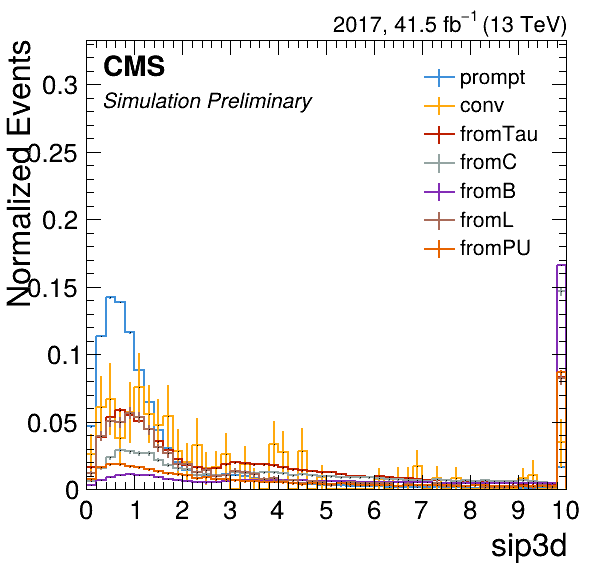 2017, 41.5 fb⁻¹ (13 TeV)
CMS
Simulation Preliminary
prompt
conv
fromTau
fromC
fromB
fromL
fromPU
Normalized Events
0.3
0.25
0.2
0.15
0.1
0.05
0
0 1 2 3 4 5 6 7 8 9 10
sip3d